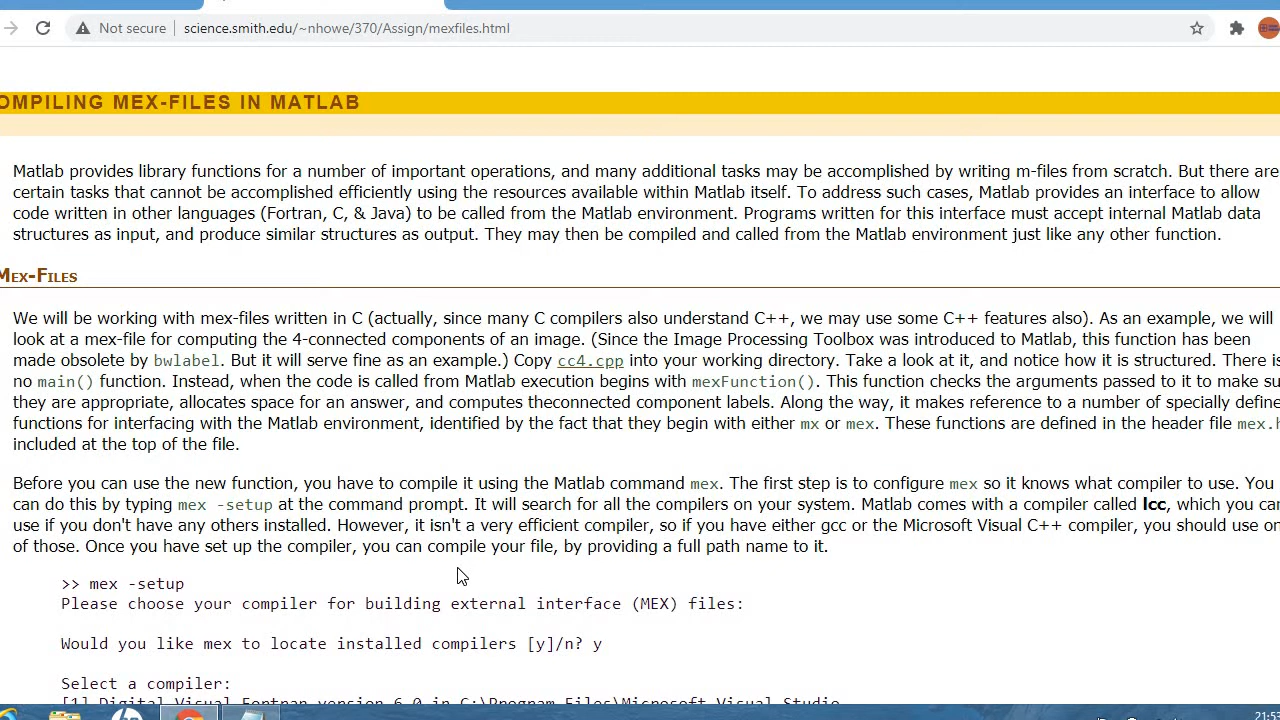 Not secure science.smith.edu/~nhowe/370/Assign/mexfiles.html
OMPILING MEX-FILES IN MATLAB
Matlab provides library functions for a number of important operations, and many additional tasks may be accomplished by writing m-files from scratch. But there are
certain tasks that cannot be accomplished efficiently using the resources available within Matlab itself. To address such cases, Matlab provides an interface to allow
code written in other languages (Fortran, C, & Java) to be called from the Matlab environment. Programs written for this interface must accept internal Matlab data
structures as input, and produce similar structures as output. They may then be compiled and called from the Matlab environment just like any other function.
MEX-FILES
We will be working with mex-files written in C (actually, since many C compilers also understand C++, we may use some C++ features also). As an example, we will
look at a mex-file for computing the 4-connected components of an image. (Since the Image Processing Toolbox was introduced to Matlab, this function has been
made obsolete by bwlabel. But it will serve fine as an example.) Copy cc4.cpp into your working directory. Take a look at it, and notice how it is structured. There is
no main() function. Instead, when the code is called from Matlab execution begins with mexFunction(). This function checks the arguments passed to it to make su
they are appropriate, allocates space for an answer, and computes theconnected component labels. Along the way, it makes reference to a number of specially define
functions for interfacing with the Matlab environment, identified by the fact that they begin with either mx or mex. These functions are defined in the header file mex.h
included at the top of the file.
Before you can use the new function, you have to compile it using the Matlab command mex. The first step is to configure mex so it knows what compiler to use. You
can do this by typing mex -setup at the command prompt. It will search for all the compilers on your system. Matlab comes with a compiler called lcc, which you can
use if you don't have any others installed. However, it isn't a very efficient compiler, so if you have either gcc or the Microsoft Visual C++ compiler, you should use on
of those. Once you have set up the compiler, you can compile your file, by providing a full path name to it.
>> mex -setup
Please choose your compiler for building external interface (MEX) files:
Would you like mex to locate installed compilers [y]/n? y
Select a compiler:
[1] Digital Visual Fortran version 6.0 in C:\Program Files\Microsoft Visual Studio